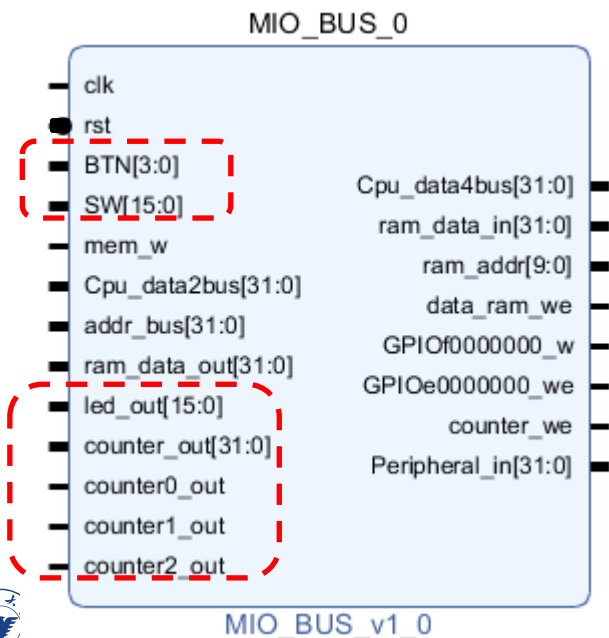 MIO_BUS_0
clk
rst
BTN[3:0]
SW[15:0]
mem_w
Cpu_data2bus[31:0]
addr_bus[31:0]
ram_data_out[31:0]
led_out[15:0]
counter_out[31:0]
counter0_out
counter1_out
counter2_out
Cpu_data4bus[31:0]
ram_data_in[31:0]
ram_addr[9:0]
data_ram_we
GPIOf0000000_w
GPIOe0000000_we
counter_we
Peripheral_in[31:0]
MIO_BUS_v1_0